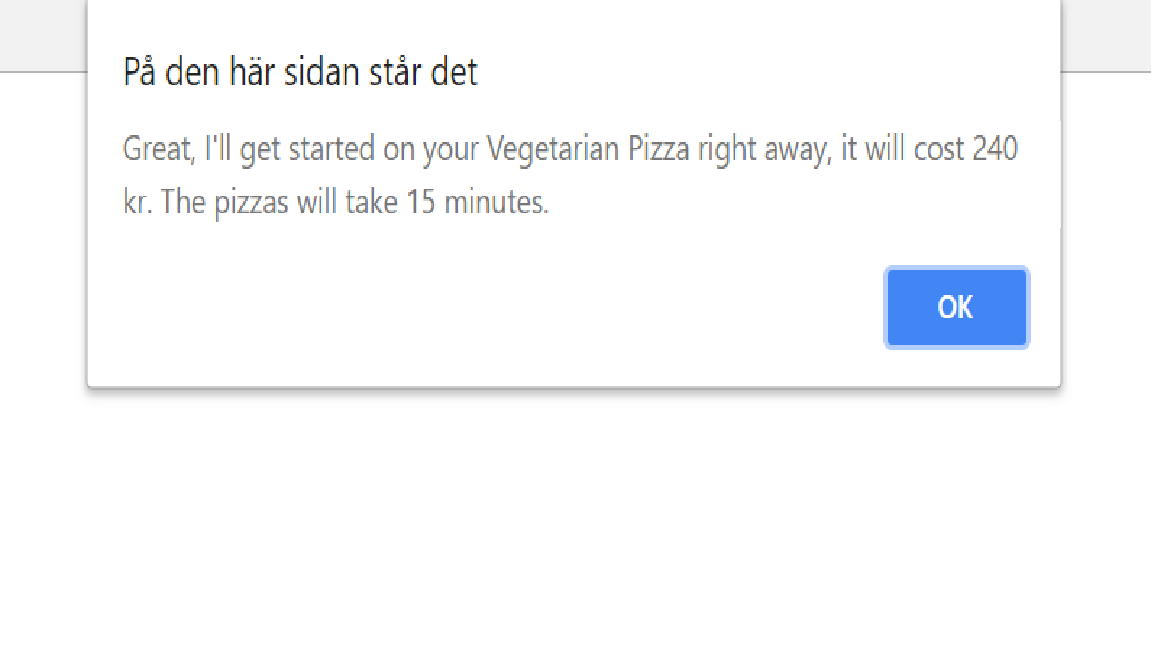 På den här sidan står det
Great, I'll get started on your Vegetarian Pizza right away, it will cost 240
kr. The pizzas will take 15 minutes.
OK